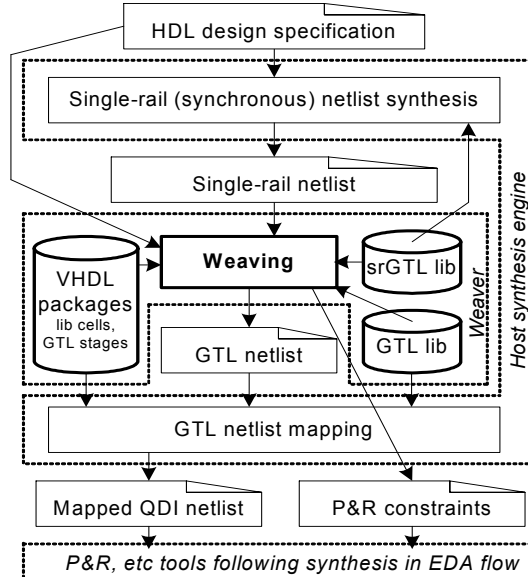 HDL design specification
Single-rail (synchronous) netlist synthesis
Single-rail netlist
Host synthesis engine
Weaver
VHDL
packages
lib cells,
GTL stages
Weaving
srGTL lib
GTL netlist
GTL lib
GTL netlist mapping
Mapped QDI netlist
P&R constraints
P&R, etc tools following synthesis in EDA flow